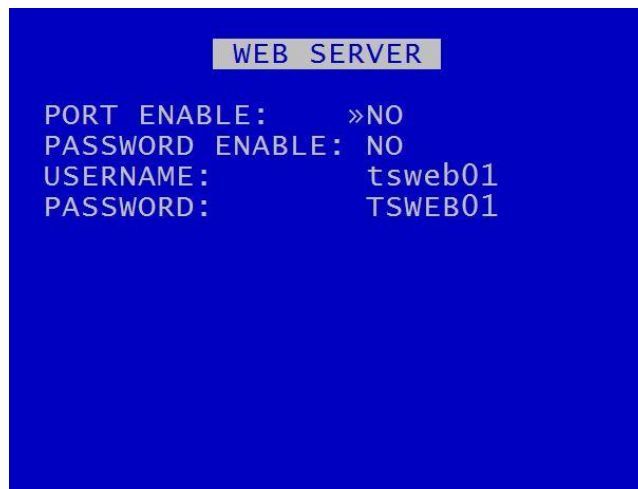 WEB SERVER
PORT ENABLE: »NO
PASSWORD ENABLE: NO
USERNAME: tsweb01
PASSWORD: TSWEB01